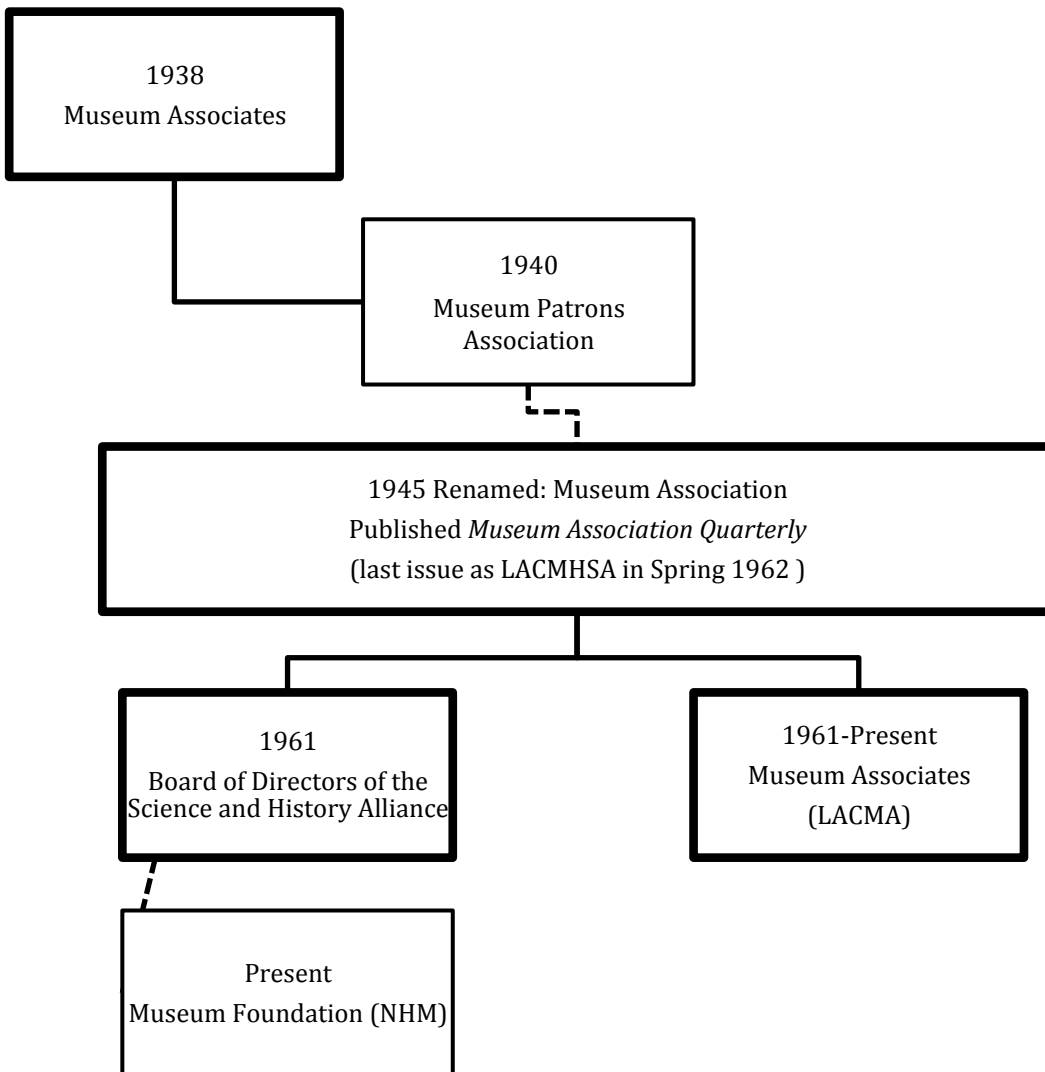 1938
Museum Associates
1940
Museum Patrons
Association
1945 Renamed: Museum Association
Published Museum Association Quarterly
(last issue as LACMHSA in Spring 1962 )
1961
Board of Directors of the
Science and History Alliance
1961-Present
Museum Associates
(LACMA)
Present
Museum Foundation (NHM)